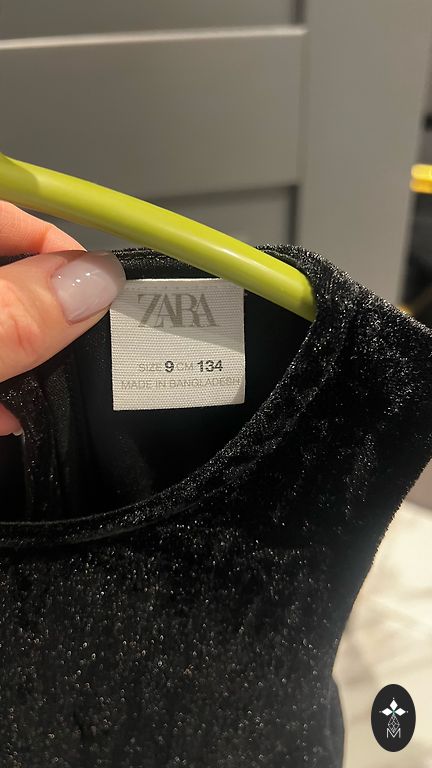 ZARA
SIZE 9 CM 134
MADE IN BANGLADESH
M